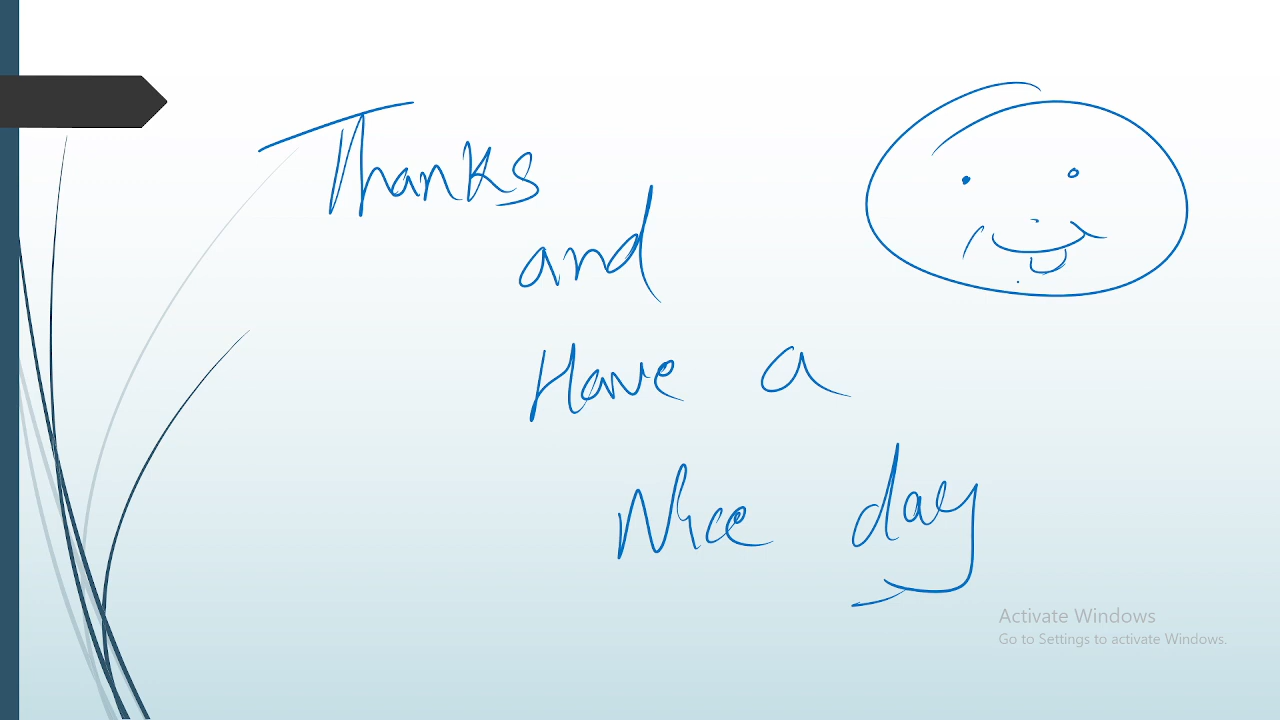 Thanks
and
Have a
Nice day
Activate Windows
Go to Settings to activate Windows.